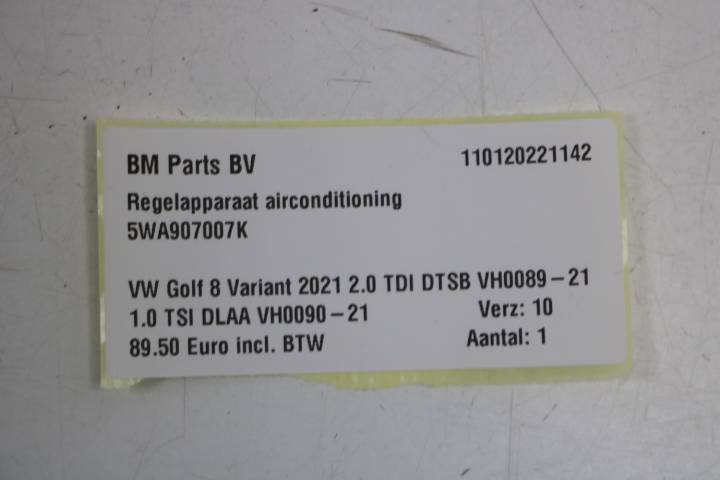 BM Parts BV 110120221142
Regelapparaat airconditioning
5WA907007K
VW Golf 8 Variant 2021 2.0 TDI DTSB VH0089-21
1.0 TSI DLAA VH0090-21 Verz: 10
89.50 Euro incl. BTW Aantal: 1